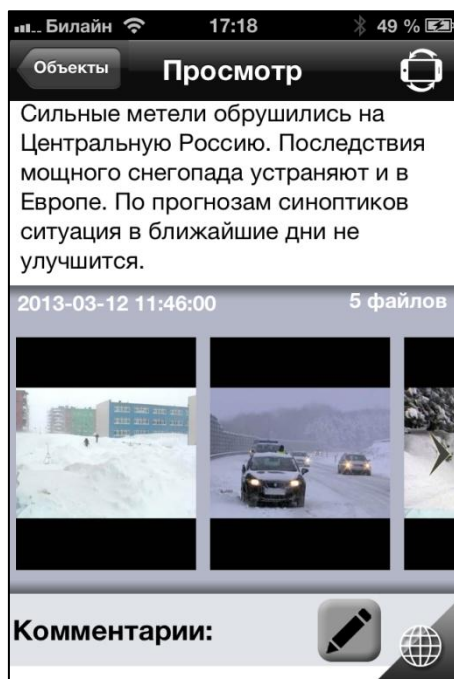 Билайн 17:18 49 %
Объекты Просмотр
Сильные метели обрушились на
Центральную Россию. Последствия
мощного снегопада устраняют и в
Европе. По прогнозам синоптиков
ситуация в ближайшие дни не
улучшится.
2013-03-12 11:46:00 5 файлов
Комментарии: